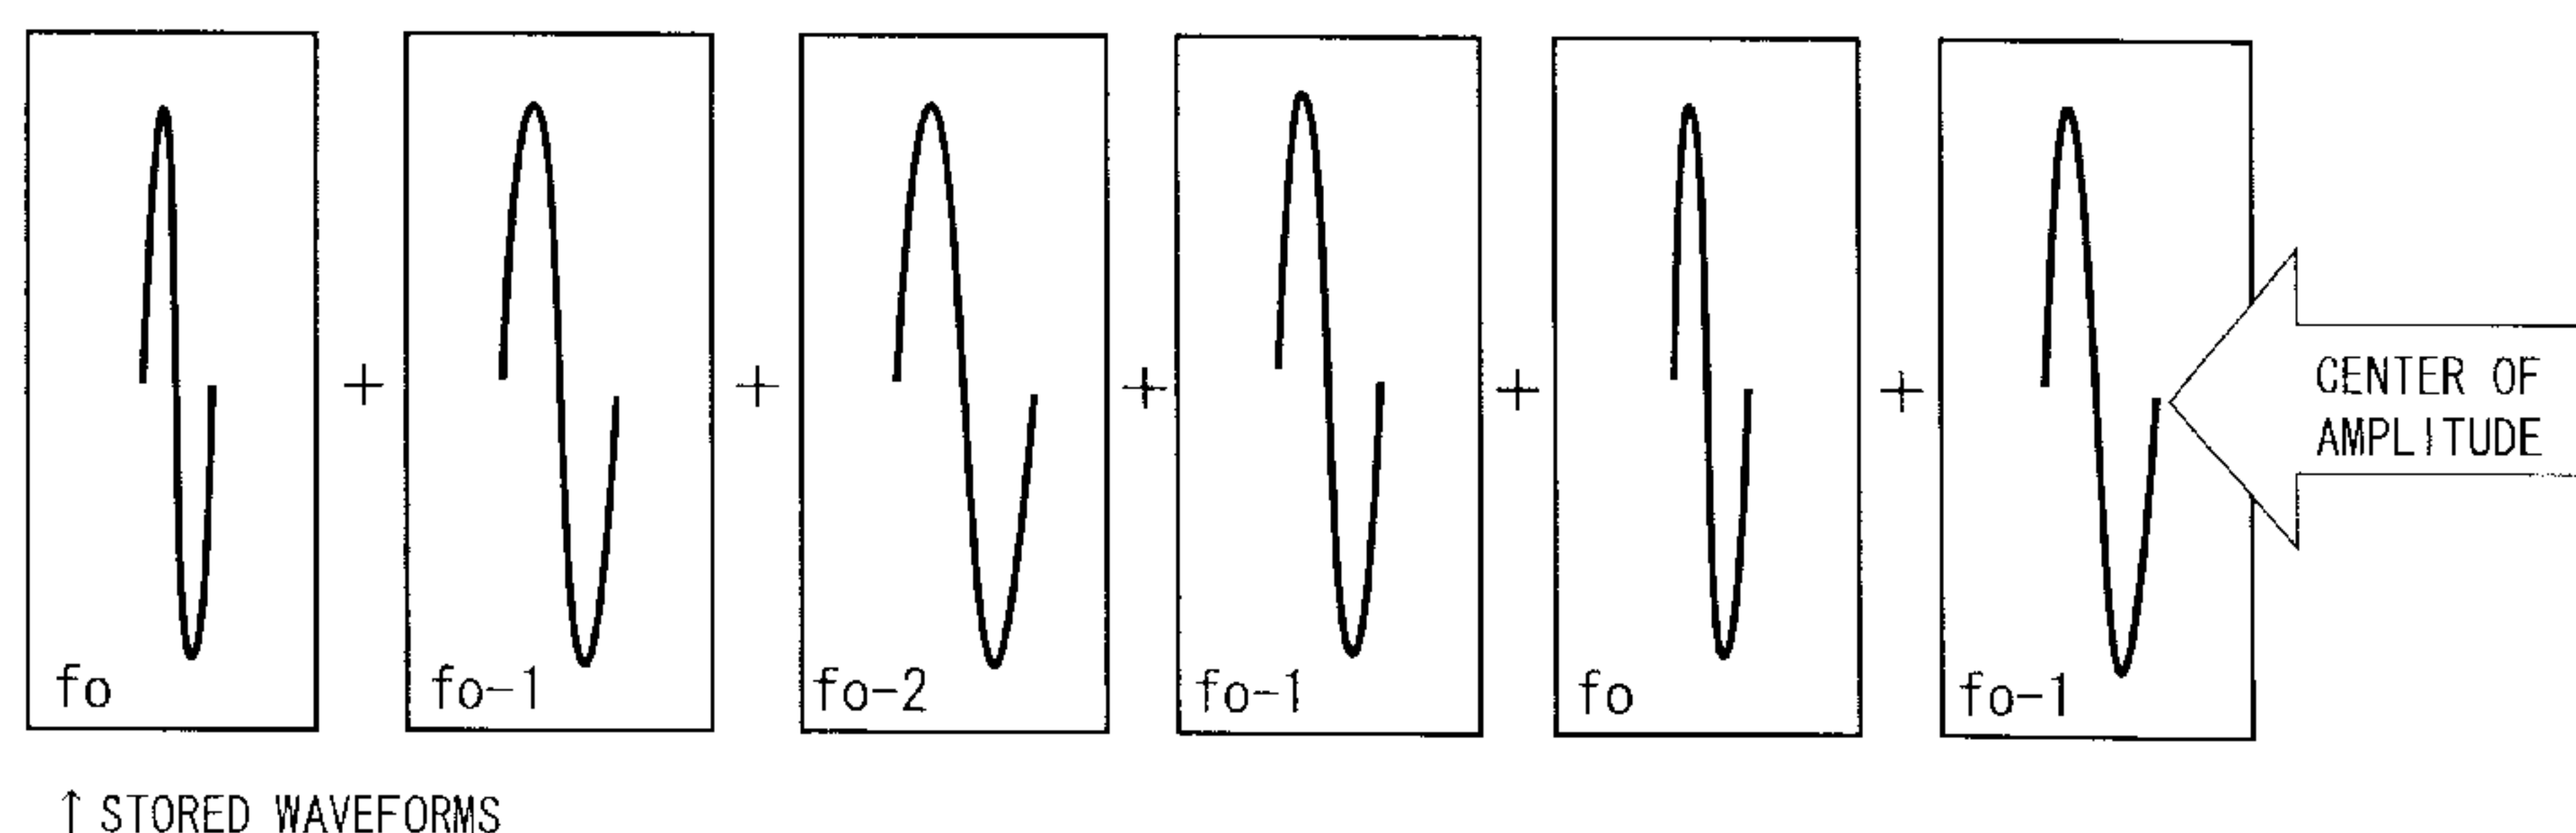 fo
+
fo-1
+
fo-2
+
fo-1
+
fo
+
fo-1
CENTER OF
AMPLITUDE
↑ STORED WAVEFORMS